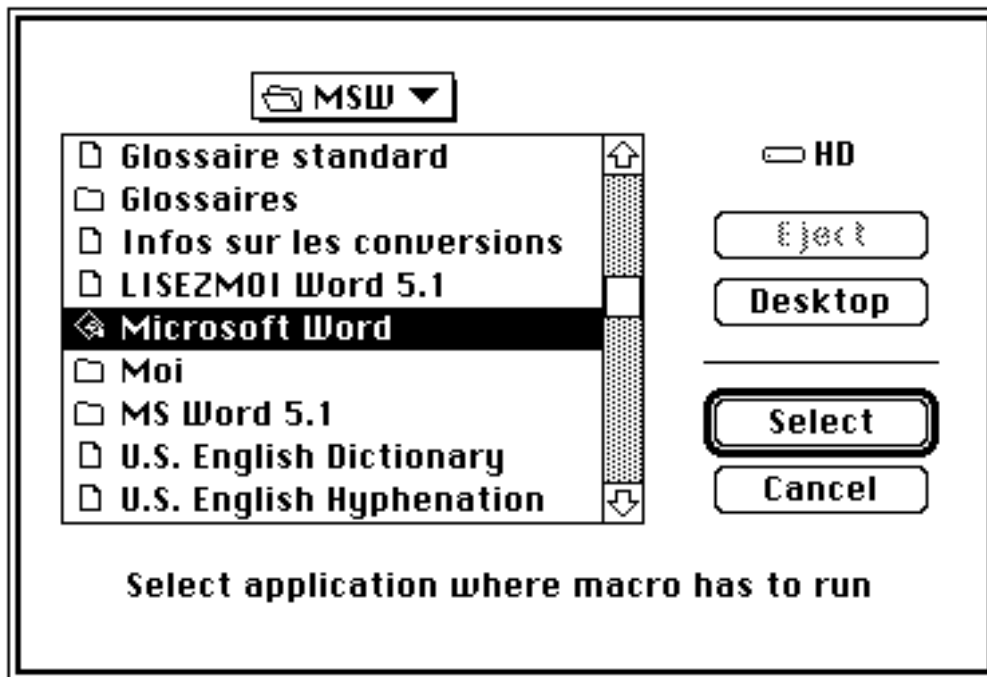 MSW
Glossaire standard
Glossaires
Infos sur les conversions
LISEZMOI Word 5.1
Microsoft Word
Moi
MS Word 5.1
U.S. English Dictionary
U.S. English Hyphenation
HD
Eject
Desktop
Select
Cancel
Select application where macro has to run